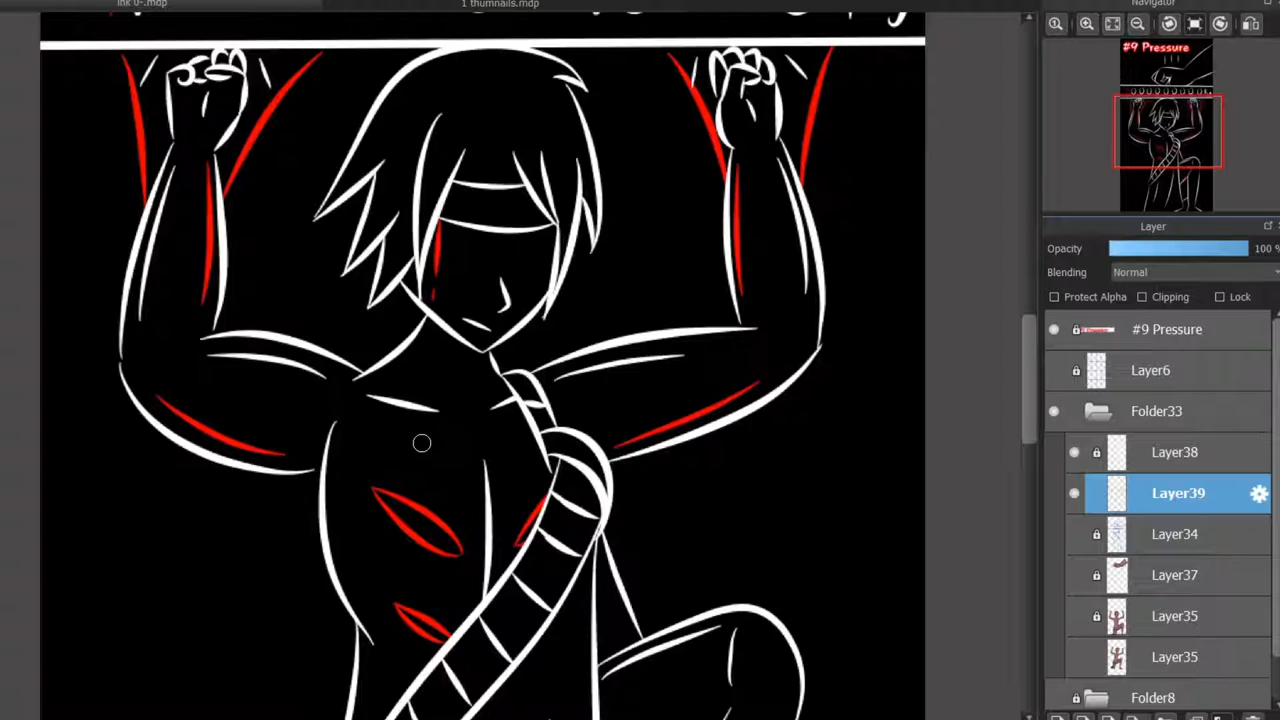 ink 0-.mdp
1 thumnails.mdp
Navigator
#9 Pressure
Layer
Opacity
100 %
Blending
Normal
Protect Alpha
Clipping
Lock
#9 Pressure
Layer6
Folder33
Layer38
Layer39
Layer34
Layer37
Layer35
Layer35
Folder8